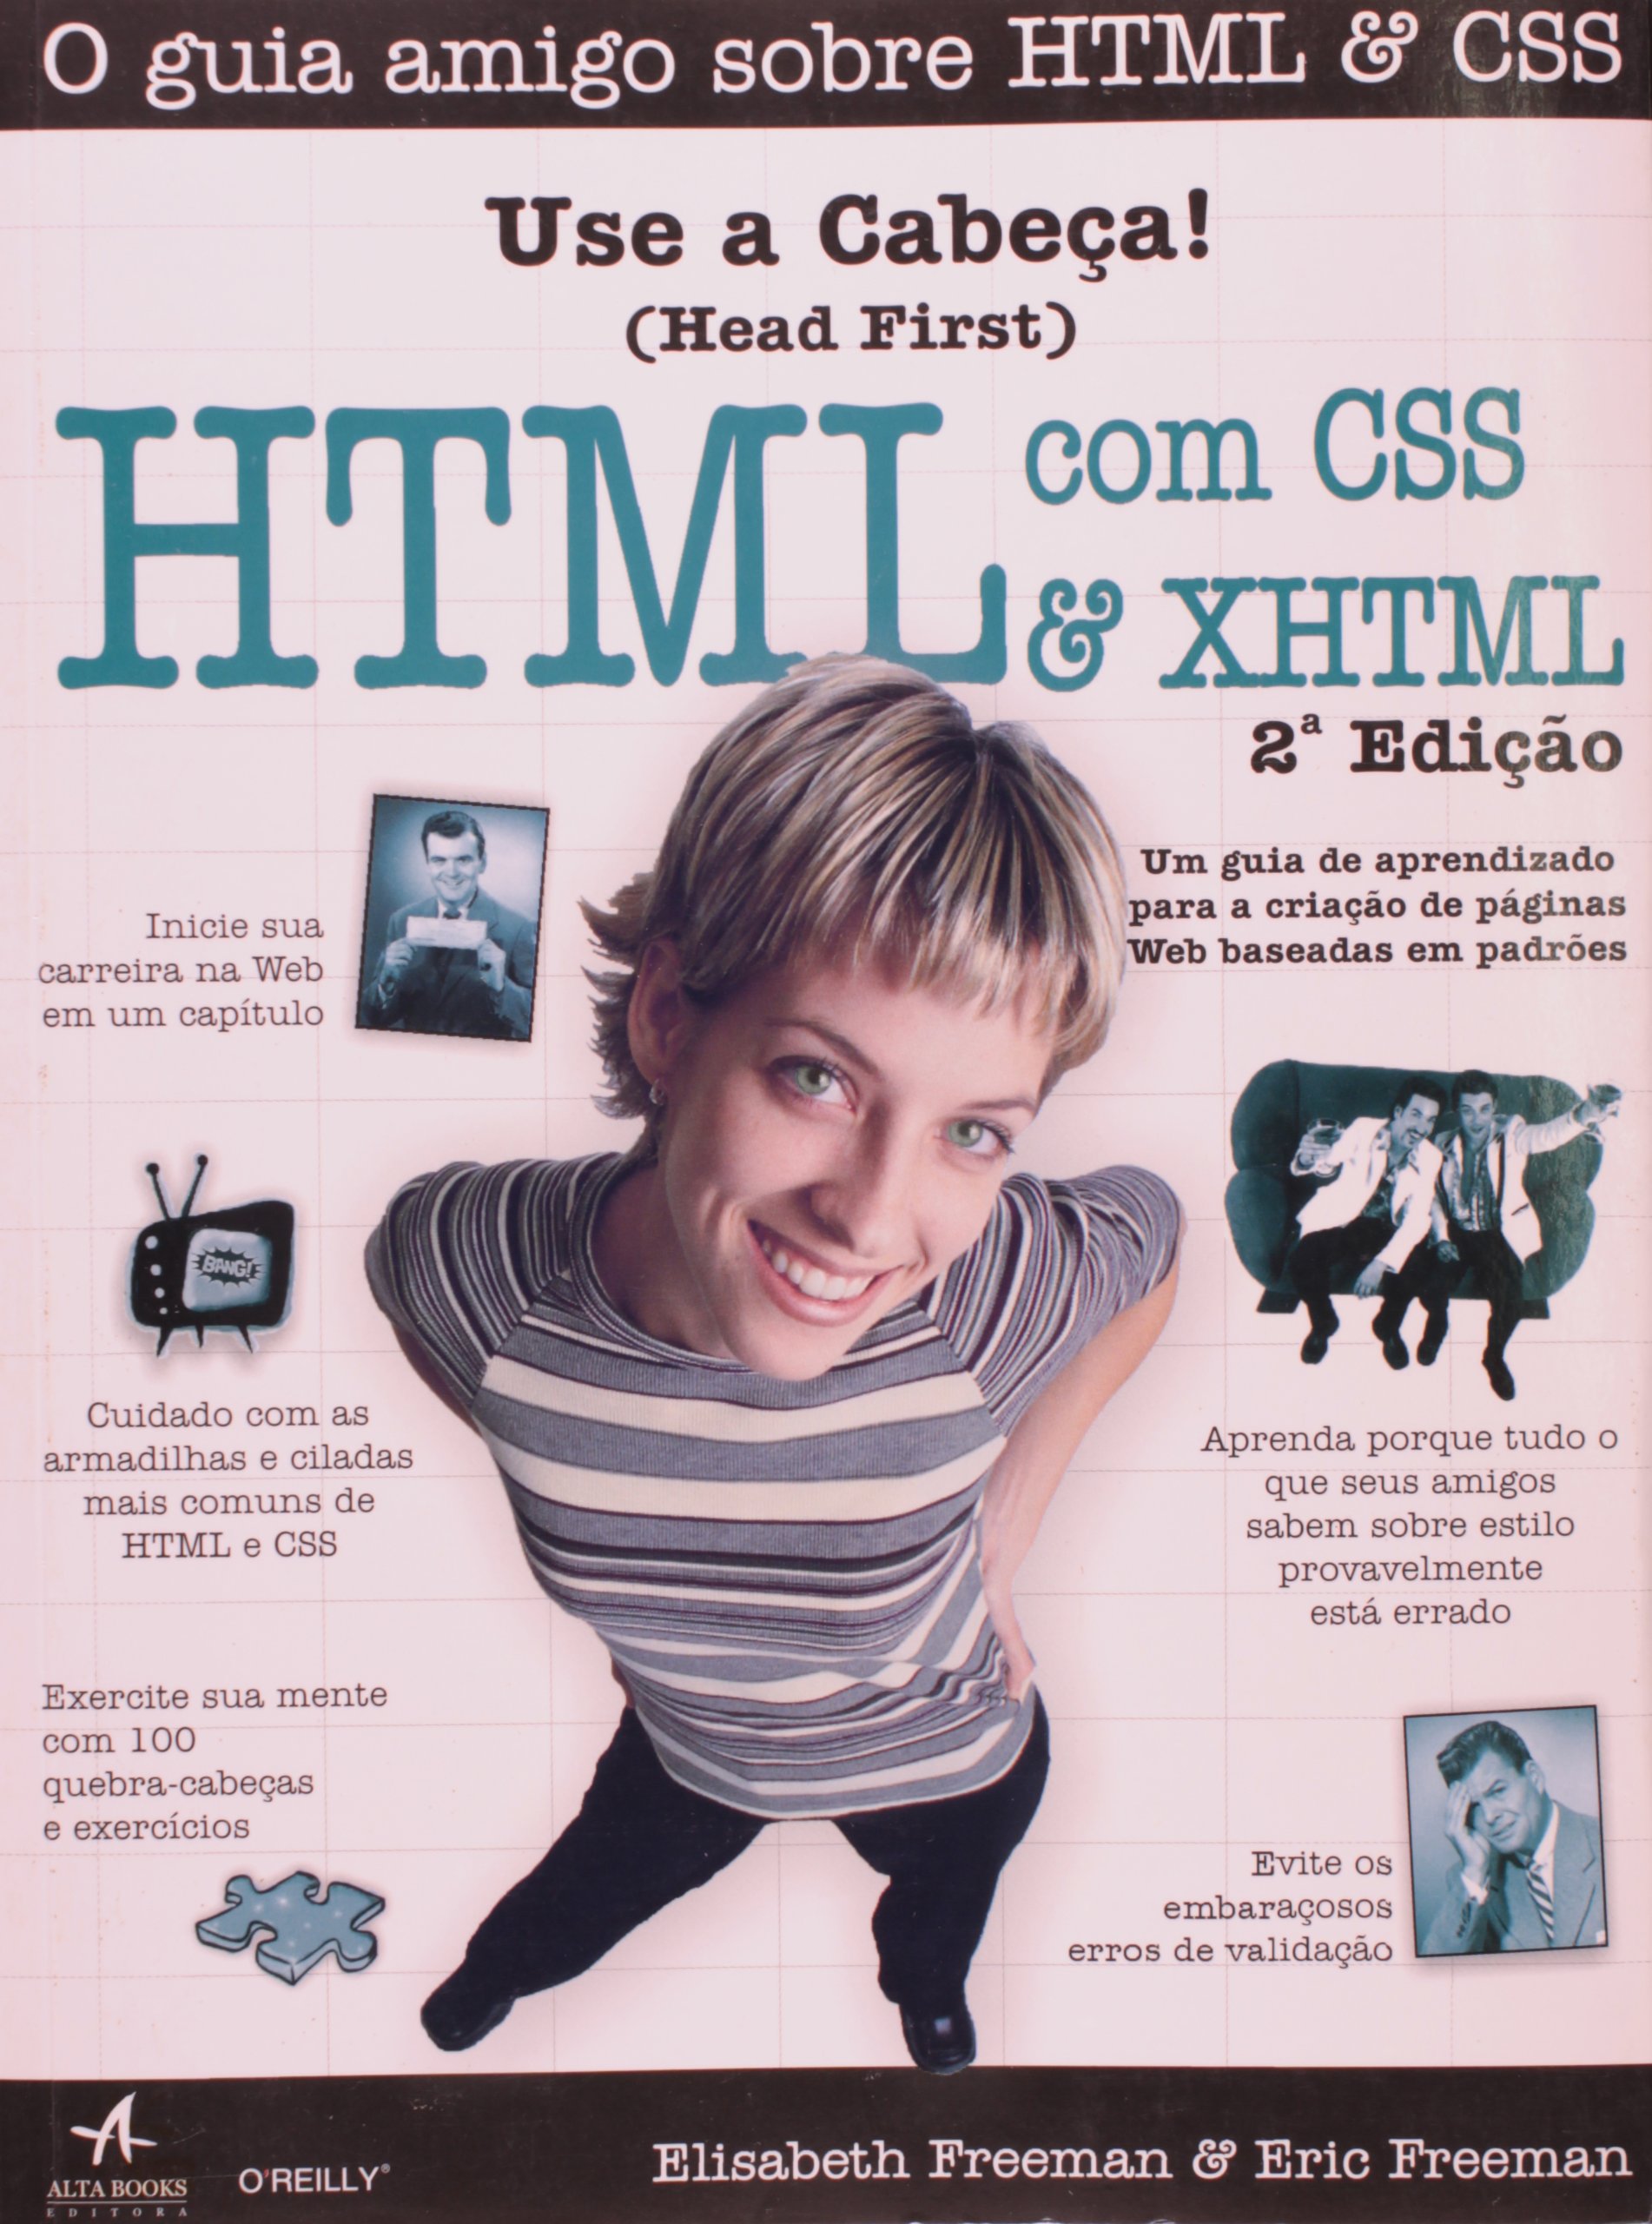 O guia amigo sobre HTML & CSS
Use a Cabeça!
(Head First)
HTML com CSS
& XHTML
2ª Edição
Um guia de aprendizado
para a criação de páginas
Web baseadas em padrões
Inicie sua
carreira na Web
em um capítulo
BANG!
Cuidado com as
armadilhas e ciladas
mais comuns de
HTML e CSS
Aprenda porque tudo o
que seus amigos
sabem sobre estilo
provavelmente
está errado
Exercite sua mente
com 100
quebra-cabeças
e exercícios
Evite os
embaraçosos
erros de validação
ALTA BOOKS
EDITORA
O'REILLY®
Elisabeth Freeman & Eric Freeman